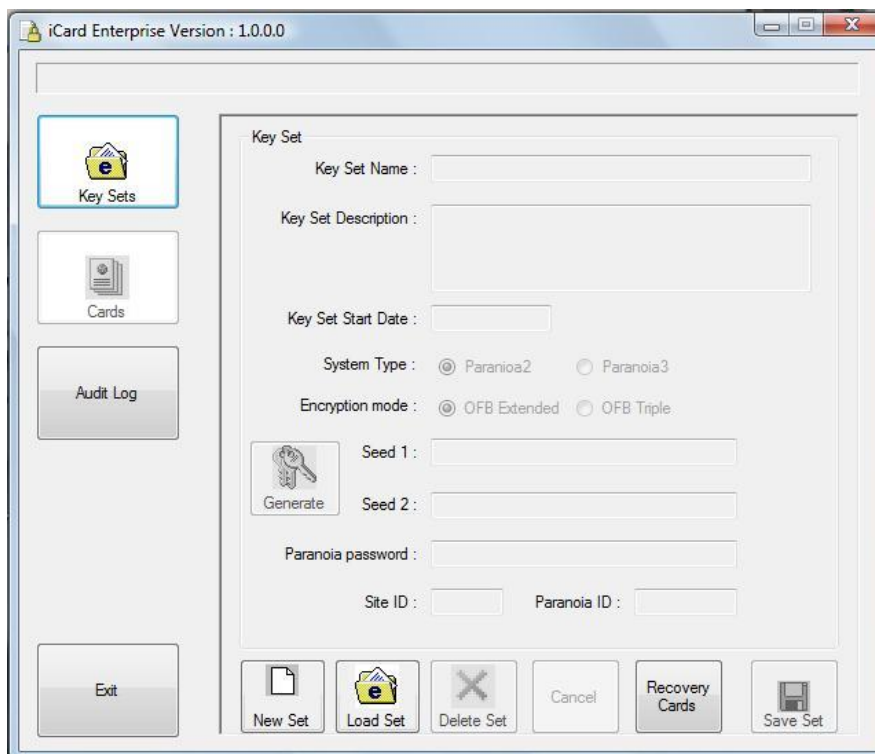 iCard Enterprise Version : 1.0.0.0
Key Sets
Cards
Audit Log
Exit
Key Set
Key Set Name :
Key Set Description :
Key Set Start Date :
System Type : Paranioa2 Paranoia3
Encryption mode : OFB Extended OFB Triple
Generate
Seed 1 :
Seed 2 :
Paranoia password :
Site ID : Paranoia ID :
New Set Load Set Delete Set Cancel Recovery Cards Save Set